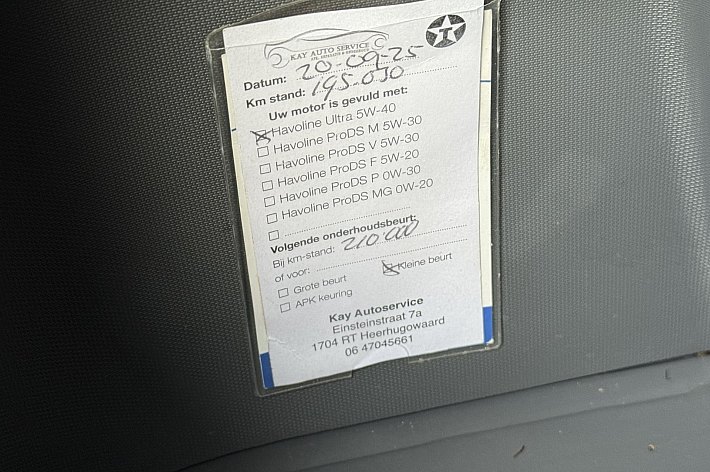 KAY AUTO SERVICE
Datum: 20-09-25
Km stand: 195.030
Uw motor is gevuld met:
Havoline Ultra 5W-40
Havoline ProDS M 5W-30
Havoline ProDS V 5W-30
Havoline ProDS F 5W-20
Havoline ProDS P 0W-30
Havoline ProDS MG 0W-20
Volgende onderhoudsbeurt:
Bij km-stand: 210.000
of voor:
Grote beurt Kleine beurt
APK keuring
Kay Autoservice
Einsteinstraat 7a
1704 RT Heerhugowaard
06 47045661